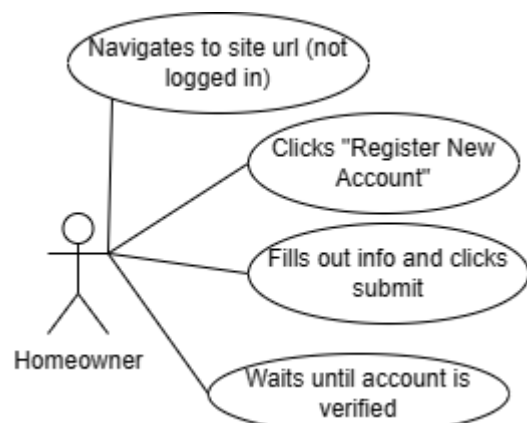 Navigates to site url (not
logged in)
Clicks "Register New
Account"
Fills out info and clicks
submit
Homeowner
Waits until account is
verified